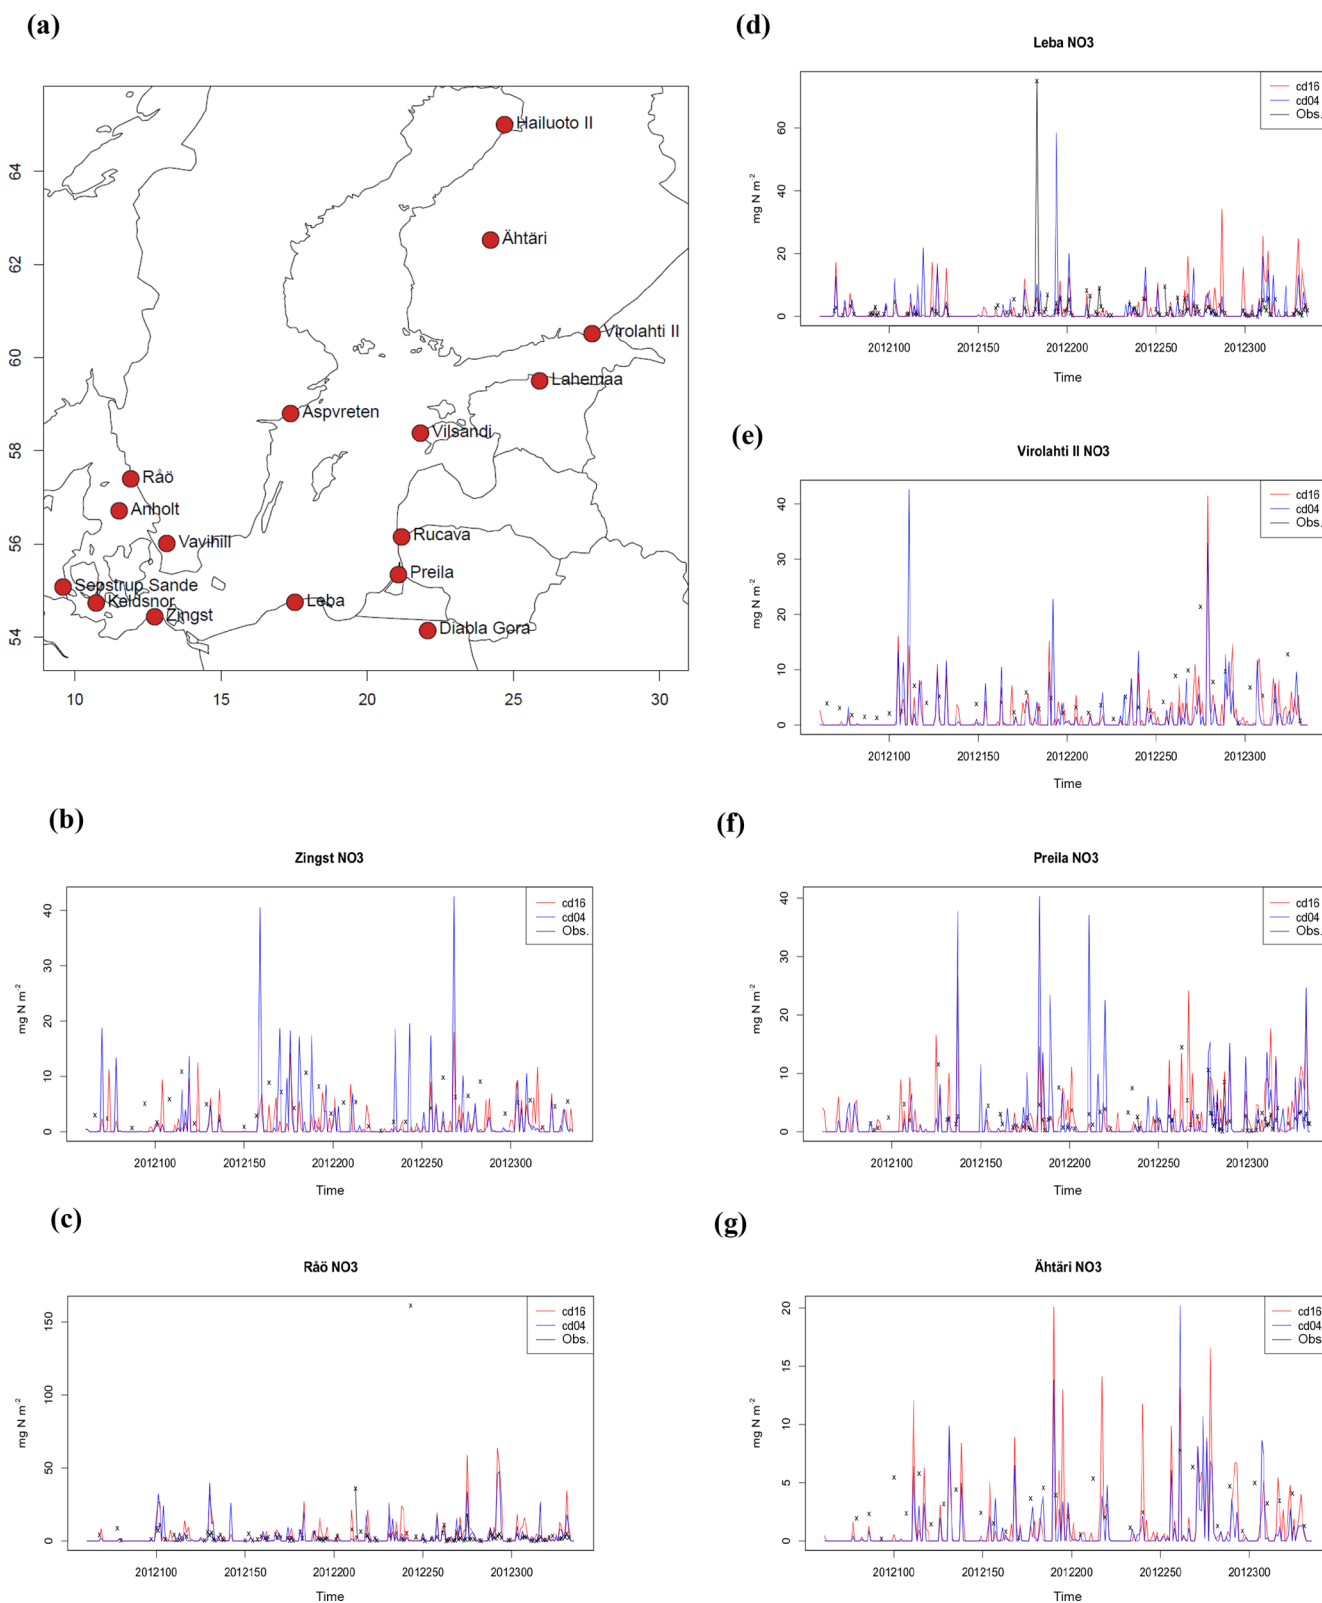 (a)
64
62
60
58
56
54
10
15
20
25
30
Hailuoto II
Ähtäri
Virolahti II
Lahemaa
Aspvreten
Vilsandi
Råö
Anholt
Vavihill
Rucava
Preila
Sepstrup Sande
Keldsnor
Zingst
Leba
Diabla Gora
(b)
Zingst NO3
cd16
cd04
Obs.
mg N m-2
40
30
20
10
0
2012100
2012150
2012200
2012250
2012300
Time
(c)
Råö NO3
cd16
cd04
Obs.
mg N m-2
150
100
50
0
2012100
2012150
2012200
2012250
2012300
Time
(d)
Leba NO3
cd16
cd04
Obs.
mg N m-2
60
40
20
0
2012100
2012150
2012200
2012250
2012300
Time
(e)
Virolahti II NO3
cd16
cd04
Obs.
mg N m-2
40
30
20
10
0
2012100
2012150
2012200
2012250
2012300
Time
(f)
Preila NO3
cd16
cd04
Obs.
mg N m-2
40
30
20
10
0
2012100
2012150
2012200
2012250
2012300
Time
(g)
Ähtäri NO3
cd16
cd04
Obs.
mg N m-2
20
15
10
5
0
2012100
2012150
2012200
2012250
2012300
Time